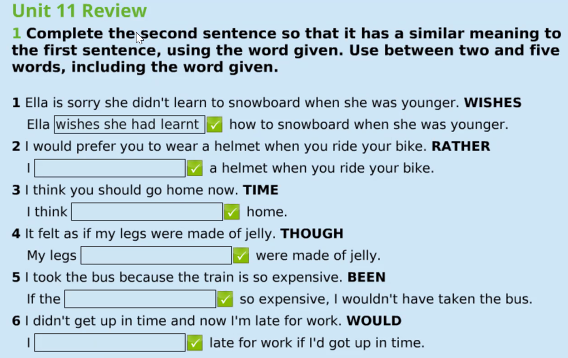 Unit 11 Review
1 Complete the second sentence so that it has a similar meaning to
the first sentence, using the word given. Use between two and five
words, including the word given.
1 Ella is sorry she didn't learn to snowboard when she was younger. WISHES
Ella wishes she had learnt how to snowboard when she was younger.
2 I would prefer you to wear a helmet when you ride your bike. RATHER
I a helmet when you ride your bike.
3 I think you should go home now. TIME
I think home.
4 It felt as if my legs were made of jelly. THOUGH
My legs were made of jelly.
5 I took the bus because the train is so expensive. BEEN
If the so expensive, I wouldn't have taken the bus.
6 I didn't get up in time and now I'm late for work. WOULD
I late for work if I'd got up in time.